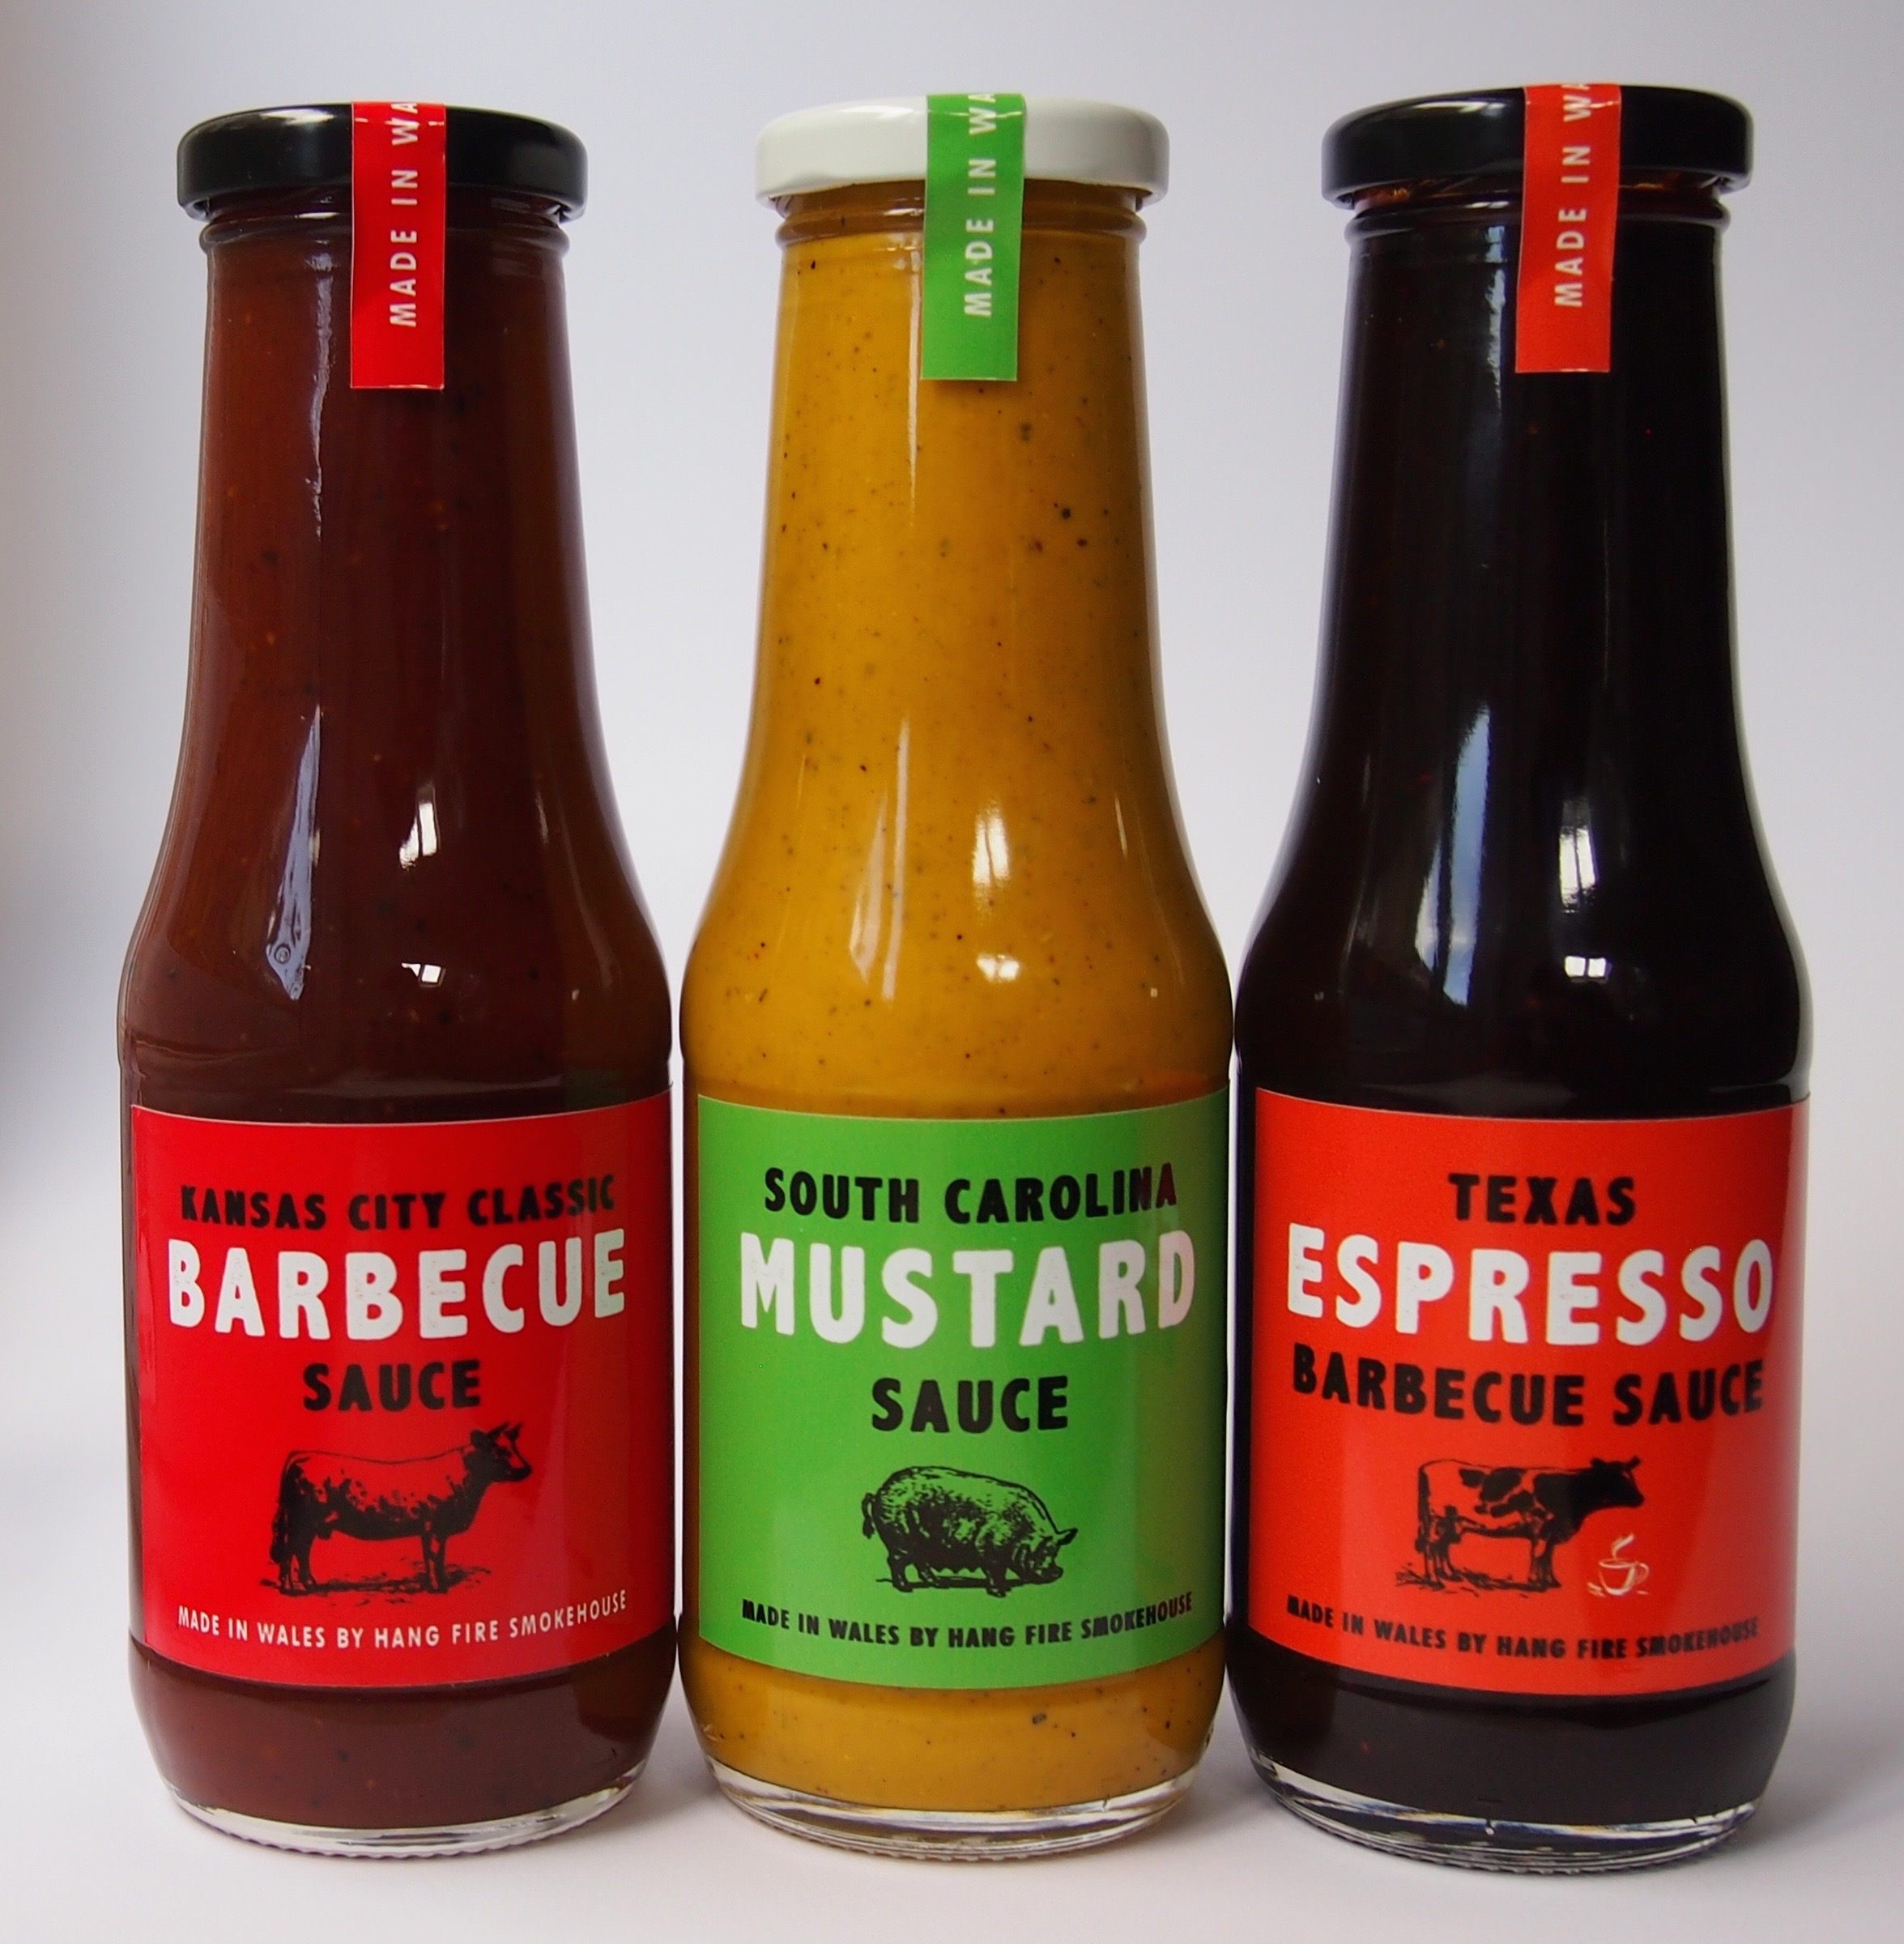 MADE IN WA
MADE IN WA
MADE IN WA
KANSAS CITY CLASSIC
BARBECUE
SAUCE
MADE IN WALES BY HANG FIRE SMOKEHOUSE
SOUTH CAROLINA
MUSTARD
SAUCE
MADE IN WALES BY HANG FIRE SMOKEHOUSE
TEXAS
ESPRESSO
BARBECUE SAUCE
MADE IN WALES BY HANG FIRE SMOKEHOUSE